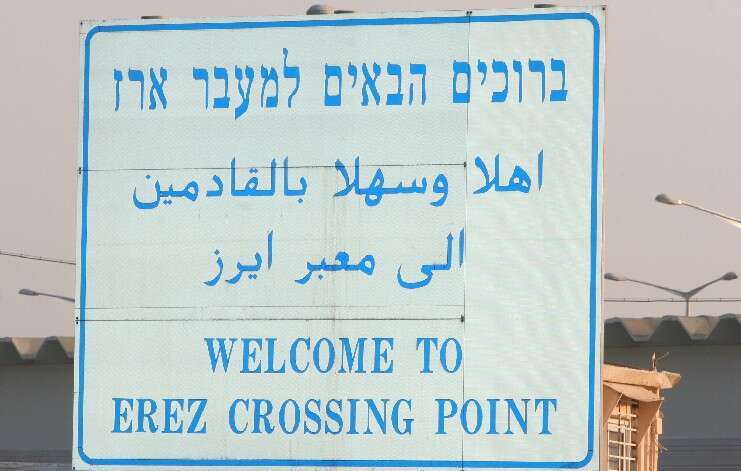 ברוכים הבאים למעבר ארז
اهلا وسهلا بالقادمين
الى معبر ايرز
WELCOME TO
EREZ CROSSING POINT